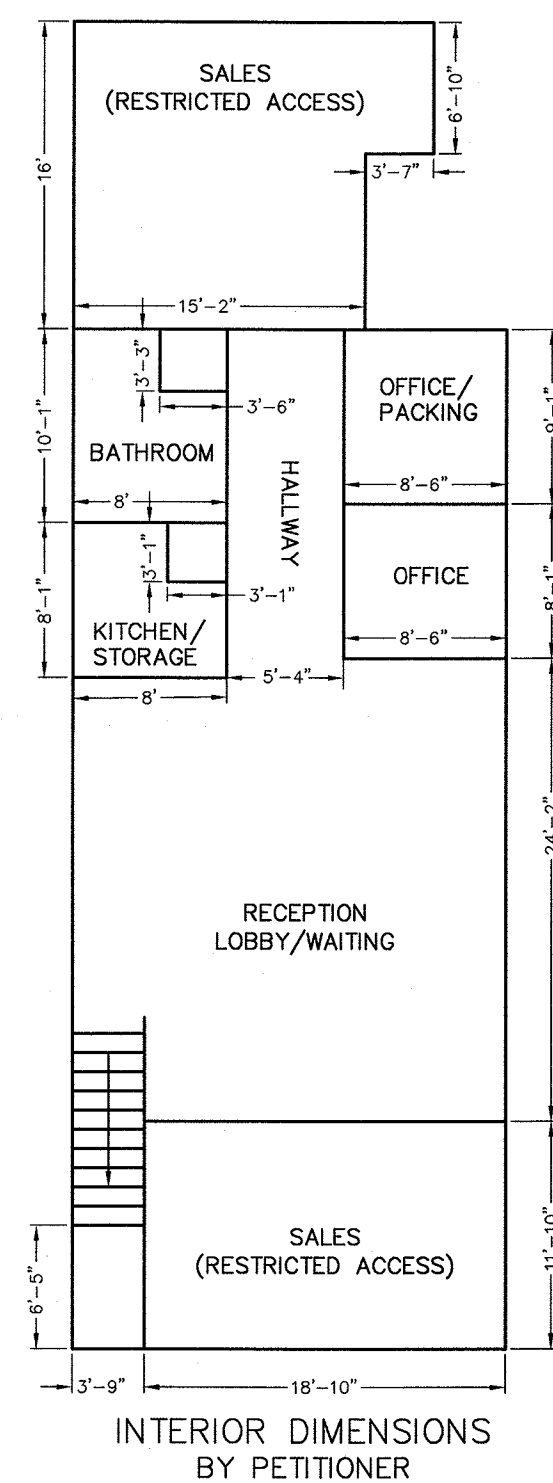 SALES
(RESTRICTED ACCESS)
6'-10"
3'-7"
16'
15'-2"
3'-3"
3'-6"
10'-1"
BATHROOM
8'
HALLWAY
OFFICE/
PACKING
9'-1"
8'-6"
3'-1"
3'-1"
8'-1"
KITCHEN/
STORAGE
8'
5'-4"
OFFICE
8'-1"
8'-6"
24'-2"
RECEPTION
LOBBY/WAITING
SALES
(RESTRICTED ACCESS)
11'-10"
6'-5"
3'-9"
18'-10"
INTERIOR DIMENSIONS
BY PETITIONER